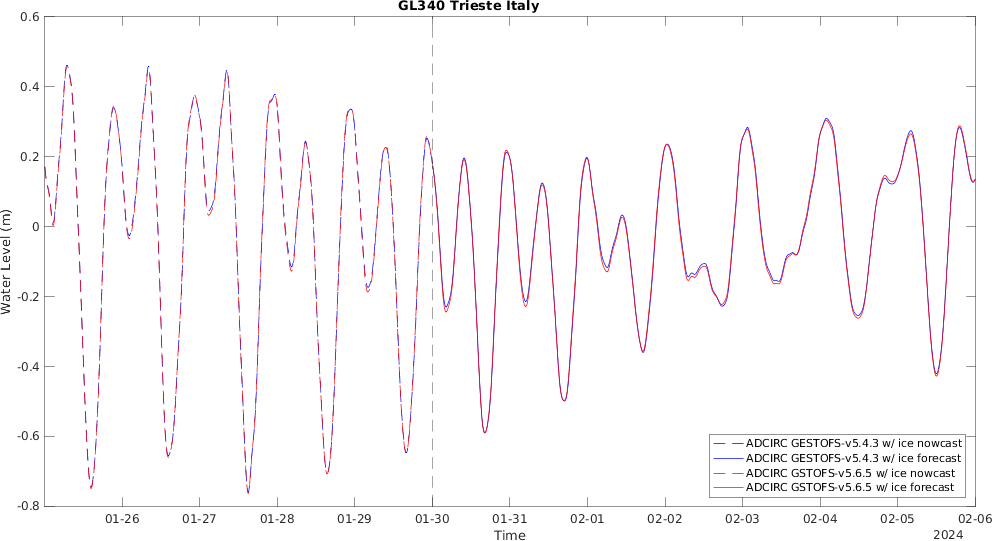 GL340 Trieste Italy
0.6
0.4
0.2
0
-0.2
-0.4
-0.6
-0.8
Water Level (m)
ADCIRC GESTOFS-v5.4.3 w/ ice nowcast
ADCIRC GESTOFS-v5.4.3 w/ ice forecast
ADCIRC GSTOFS-v5.6.5 w/ ice nowcast
ADCIRC GSTOFS-v5.6.5 w/ ice forecast
01-26 01-27 01-28 01-29 01-30 01-31 02-01 02-02 02-03 02-04 02-05 02-06
Time
2024